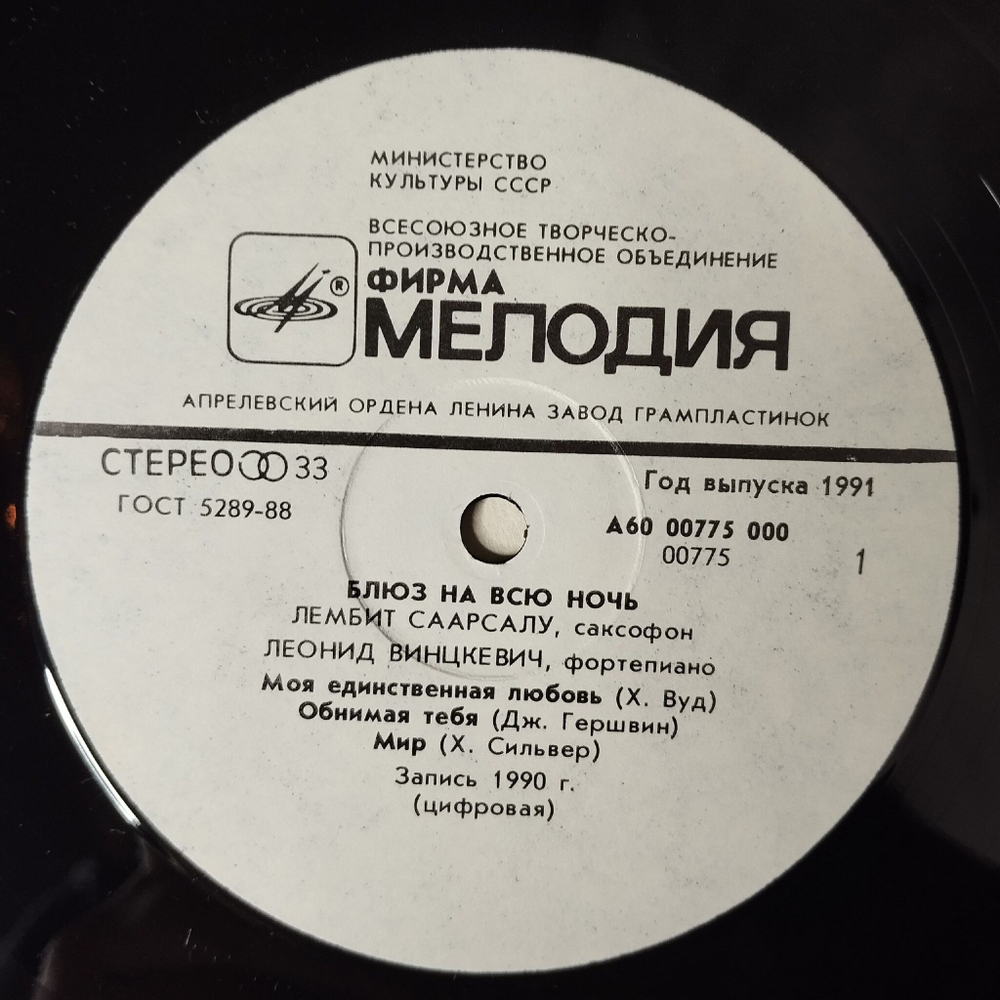 МИНИСТЕРСТВО
КУЛЬТУРЫ СССР
ВСЕСОЮЗНОЕ ТВОРЧЕСКО-
ПРОИЗВОДСТВЕННОЕ ОБЪЕДИНЕНИЕ
ФИРМА
®
МЕЛОДИЯ
АПРЕЛЕВСКИЙ ОРДЕНА ЛЕНИНА ЗАВОД ГРАМПЛАСТИНОК
СТЕРЕО 33
Год выпуска 1991
ГОСТ 5289-88
А60 00775 000
00775
1
БЛЮЗ НА ВСЮ НОЧЬ
ЛЕМБИТ СААРСАЛУ, саксофон
ЛЕОНИД ВИНЦКЕВИЧ, фортепиано
Моя единственная любовь (Х. Вуд)
Обнимая тебя (Дж. Гершвин)
Мир (Х. Сильвер)
Запись 1990 г.
(цифровая)